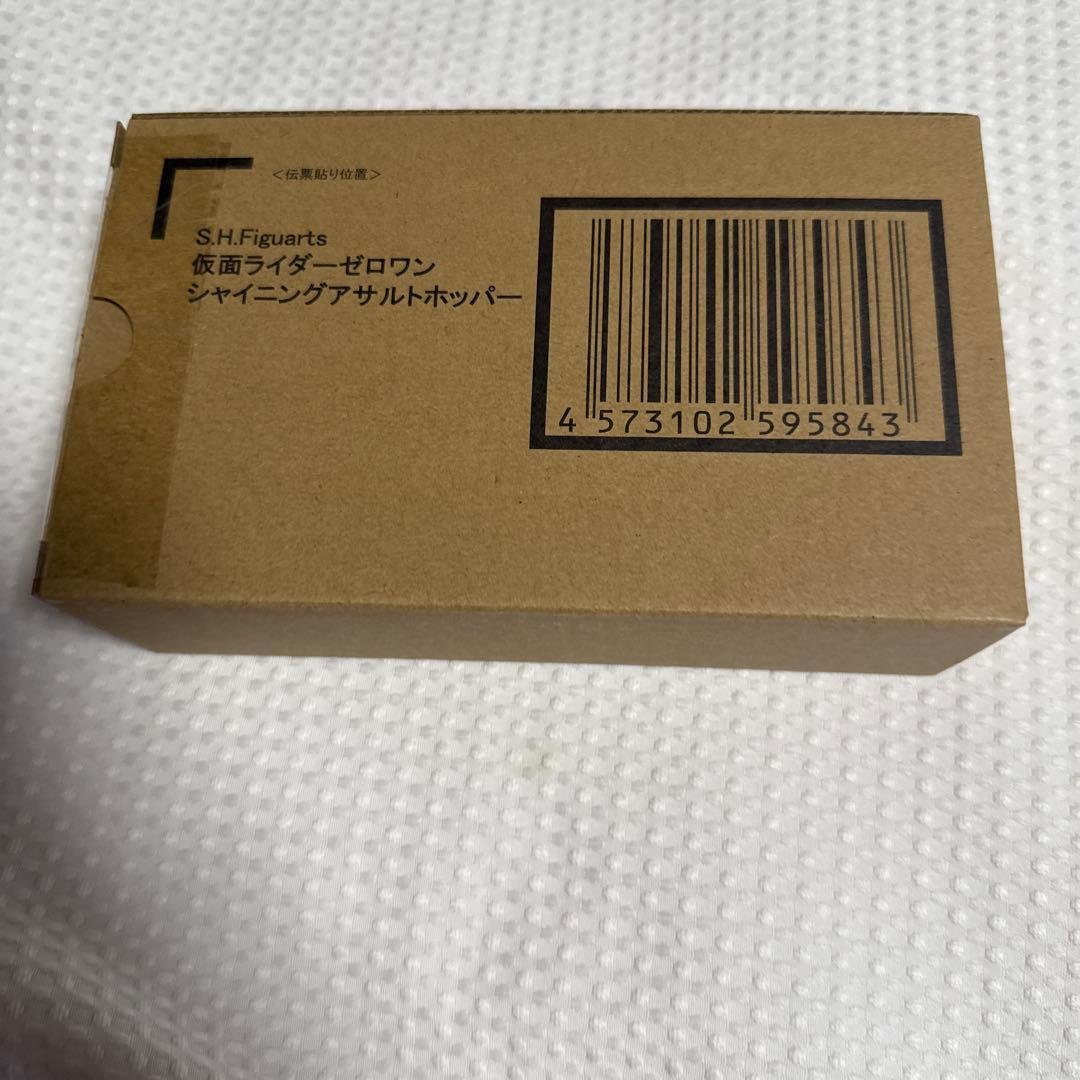 ＜伝票貼り位置＞
S.H.Figuarts
仮面ライダーゼロワン
シャイニングアサルトホッパー
4 573102 595843